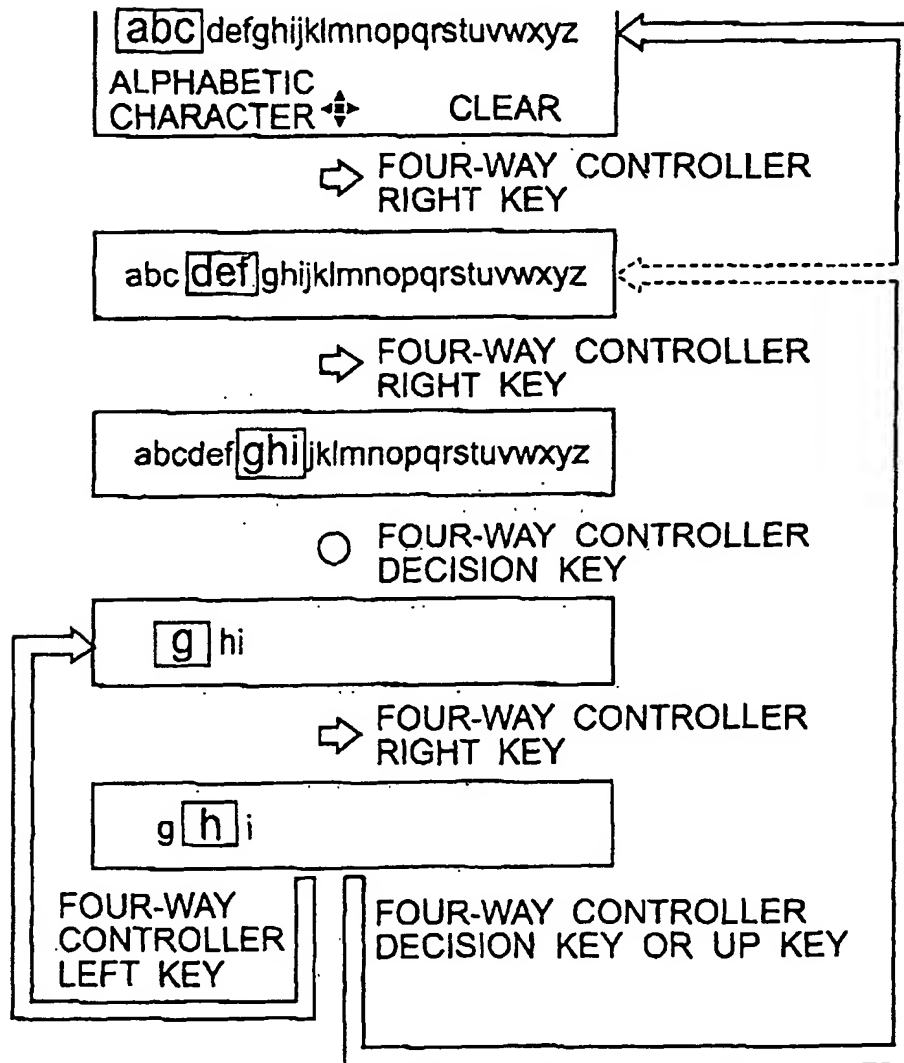 abc defghijklmnopqrstuvwxyz
ALPHABETIC
CHARACTER CLEAR
FOUR-WAY CONTROLLER
RIGHT KEY
abc def ghijklmnopqrstuvwxyz
FOUR-WAY CONTROLLER
RIGHT KEY
abcdef ghi jklmnopqrstuvwxyz
FOUR-WAY CONTROLLER
DECISION KEY
g hi
FOUR-WAY CONTROLLER
RIGHT KEY
g h i
FOUR-WAY
CONTROLLER
LEFT KEY
FOUR-WAY CONTROLLER
DECISION KEY OR UP KEY